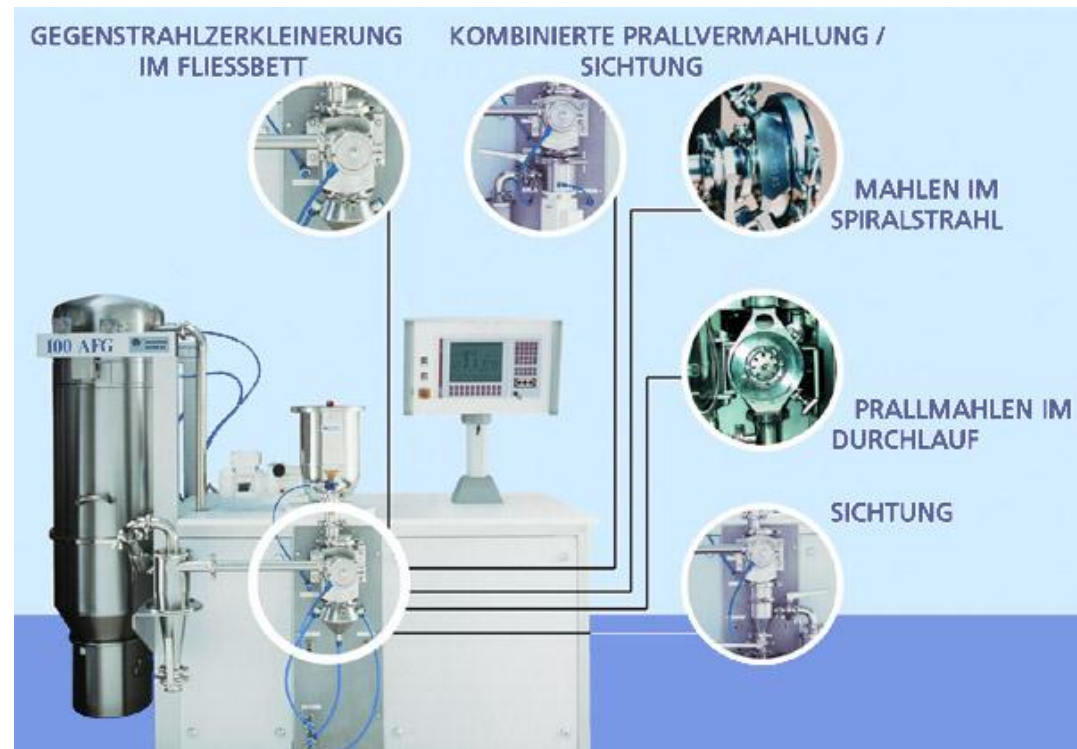 GEGENSTRAHLZERKLEINERUNG
IM FLIESSBETT
KOMBINIERTE PRALLVERMAHLUNG /
SICHTUNG
MAHLEN IM
SPIRALSTRAHL
100 AFG
PRALLMAHLEN IM
DURCHLAUF
SICHTUNG